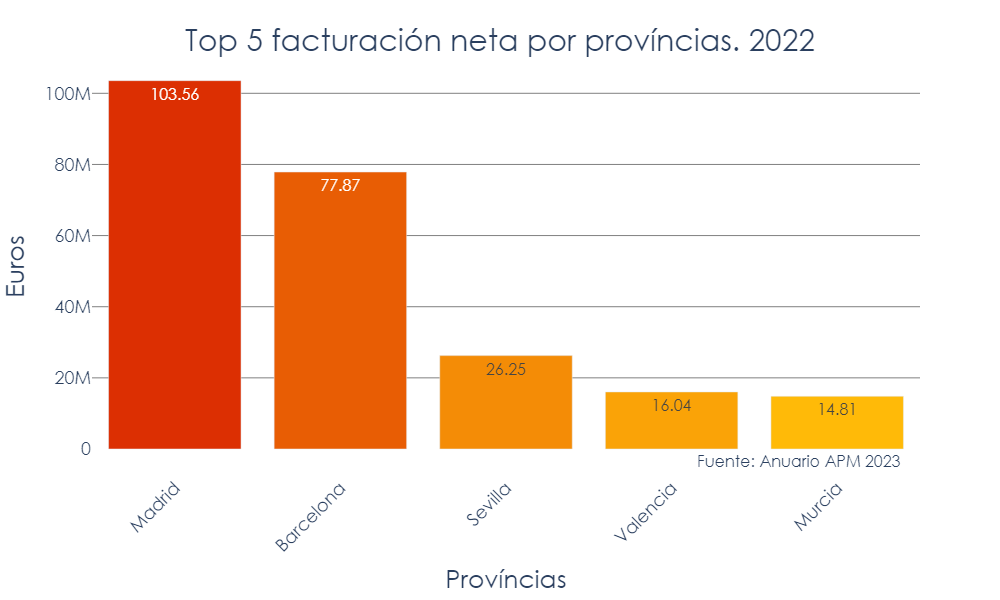 Top 5 facturación neta por províncias. 2022
Euros
100M
80M
60M
40M
20M
0
103.56
77.87
26.25
16.04
14.81
Fuente: Anuario APM 2023
Madrid
Barcelona
Sevilla
Valencia
Murcia
Províncias